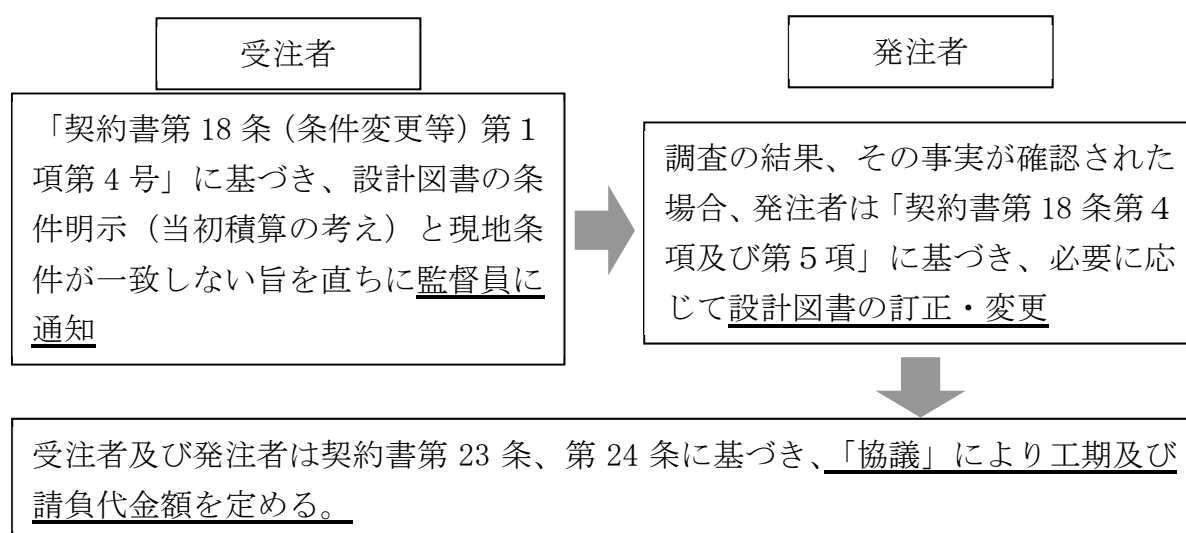 受注者
「契約書第 18 条（条件変更等）第１
項第４号」に基づき、設計図書の条
件明示（当初積算の考え）と現地条
件が一致しない旨を直ちに監督員に
通知
発注者
調査の結果、その事実が確認された
場合、発注者は「契約書第 18 条第４
項及び第５項」に基づき、必要に応
じて設計図書の訂正・変更
受注者及び発注者は契約書第 23 条、第 24 条に基づき、「協議」により工期及び
請負代金額を定める。